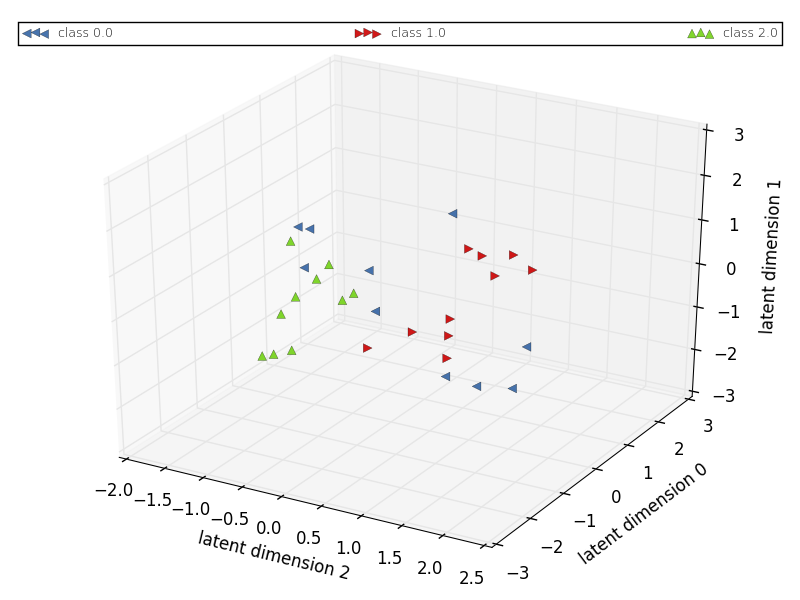 class 0.0 class 1.0 class 2.0
3
2
1
0
−1
−2
−3
latent dimension 1
−2.0 −1.5 −1.0 −0.5 0.0 0.5 1.0 1.5 2.0 2.5
latent dimension 2
−3 −2 −1 0 1 2 3
latent dimension 0